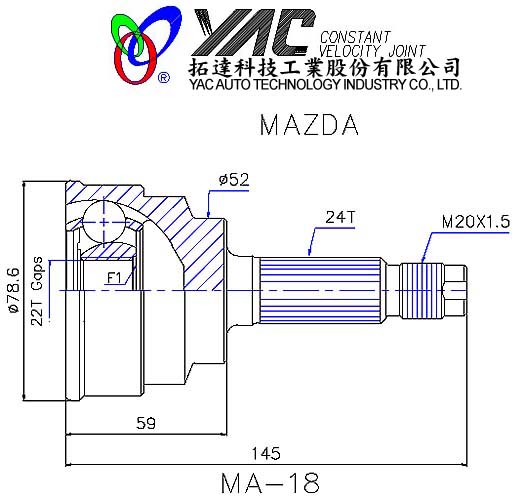 YAC CONSTANT
VELOCITY JOINT
®
拓達科技工業股份有限公司
YAC AUTO TECHNOLOGY INDUSTRY CO., LTD.
MAZDA
ø52
24T
M20X1.5
ø78.6
22T Gaps
F1
59
145
MA-18